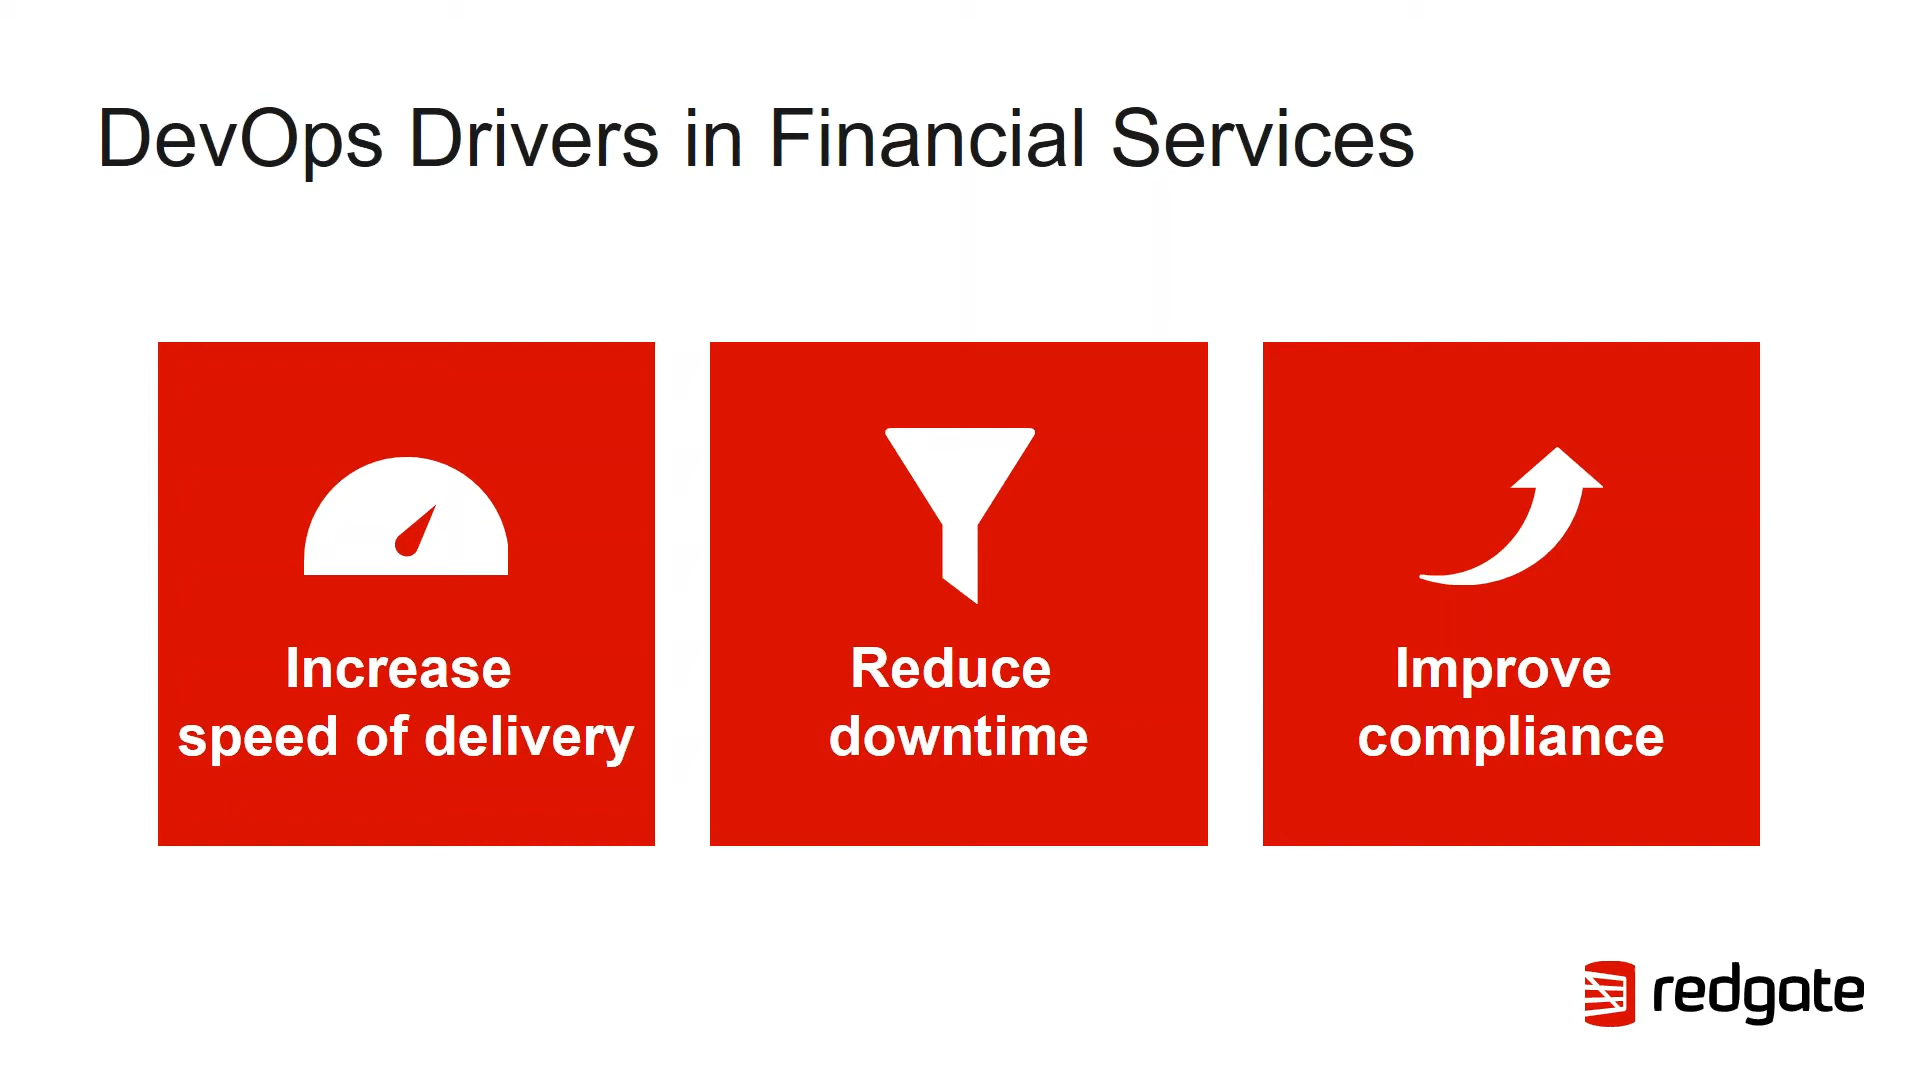 DevOps Drivers in Financial Services
Increase
speed of delivery
Reduce
downtime
Improve
compliance
redgate